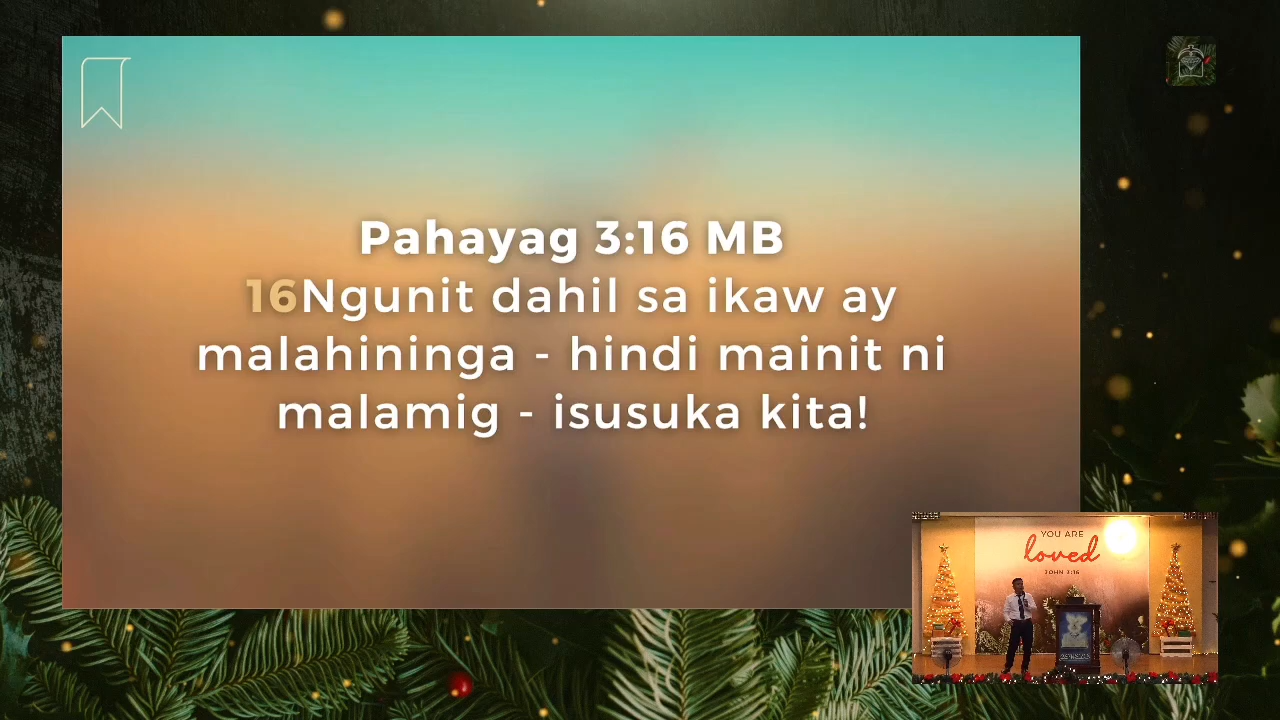 Pahayag 3:16 MB
16Ngunit dahil sa ikaw ay
malahininga - hindi mainit ni
malamig - isusuka kita!
YOU ARE
loved
JOHN 3:16